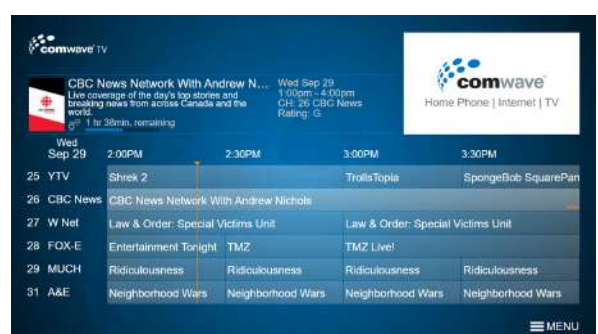 comwave TV
CBC News Network With Andrew N...
Live coverage of the day's top stories and
breaking news from across Canada and the
world.
1 hr 38min. remaining
Wed Sep 29
1:00pm - 4:00pm
CH: 26 CBC News
Rating: G
comwave
Home Phone | Internet | TV
Wed
Sep 29 2:00PM 2:30PM 3:00PM 3:30PM
25 YTV Shrek 2 TrollsTopia SpongeBob SquarePan
26 CBC News CBC News Network With Andrew Nichols
27 W Net Law & Order: Special Victims Unit Law & Order: Special Victims Unit
28 FOX-E Entertainment Tonight TMZ TMZ Live!
29 MUCH Ridiculousness Ridiculousness Ridiculousness Ridiculousness
31 A&E Neighborhood Wars Neighborhood Wars Neighborhood Wars Neighborhood Wars
MENU